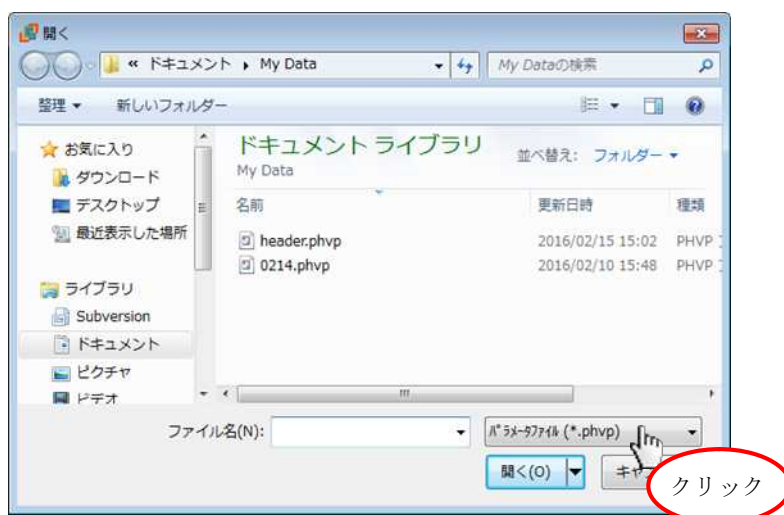 開く
« ドキュメント ▸ My Data
My Dataの検索
整理 ▼ 新しいフォルダー
お気に入り
ダウンロード
デスクトップ
最近表示した場所
ライブラリ
Subversion
ドキュメント
ピクチャ
ビデオ
ドキュメント ライブラリ
My Data
並べ替え: フォルダー ▼
名前 更新日時 種類
header.phvp 2016/02/15 15:02 PHVP
0214.phvp 2016/02/10 15:48 PHVP
ファイル名(N):
ﾊﾟﾗﾒｰﾀﾌｧｲﾙ (*.phvp)
開く(O)
キャ
クリック